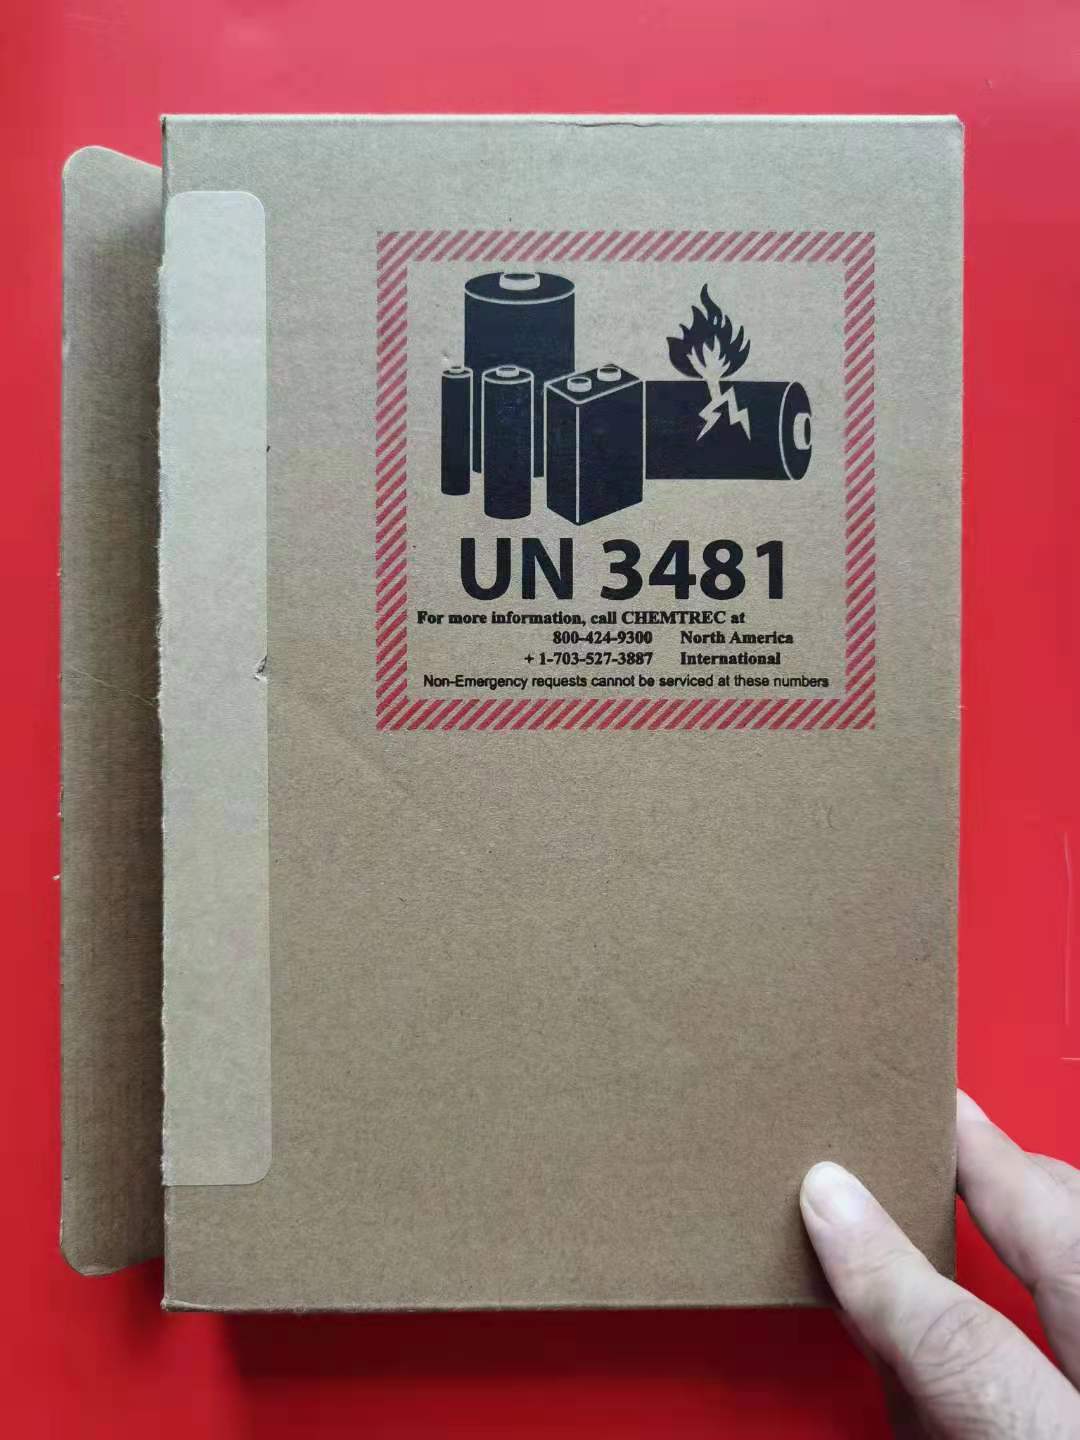 UN 3481
For more information, call CHEMTREC at
800-424-9300 North America
+ 1-703-527-3887 International
Non-Emergency requests cannot be serviced at these numbers